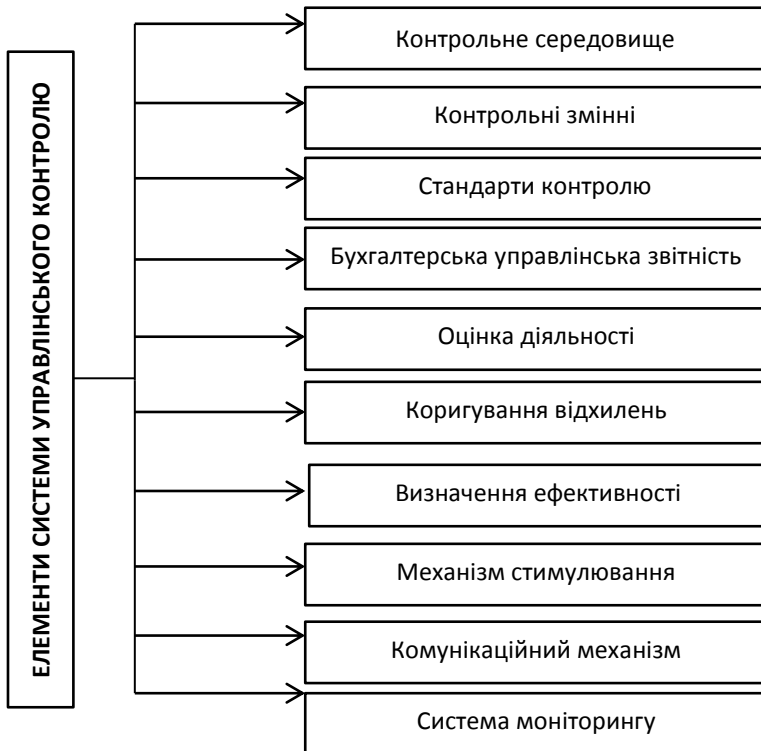 ЕЛЕМЕНТИ СИСТЕМИ УПРАВЛІНСЬКОГО КОНТРОЛЮ
Контрольне середовище
Контрольні змінні
Стандарти контролю
Бухгалтерська управлінська звітність
Оцінка діяльності
Коригування відхилень
Визначення ефективності
Механізм стимулювання
Комунікаційний механізм
Система моніторингу